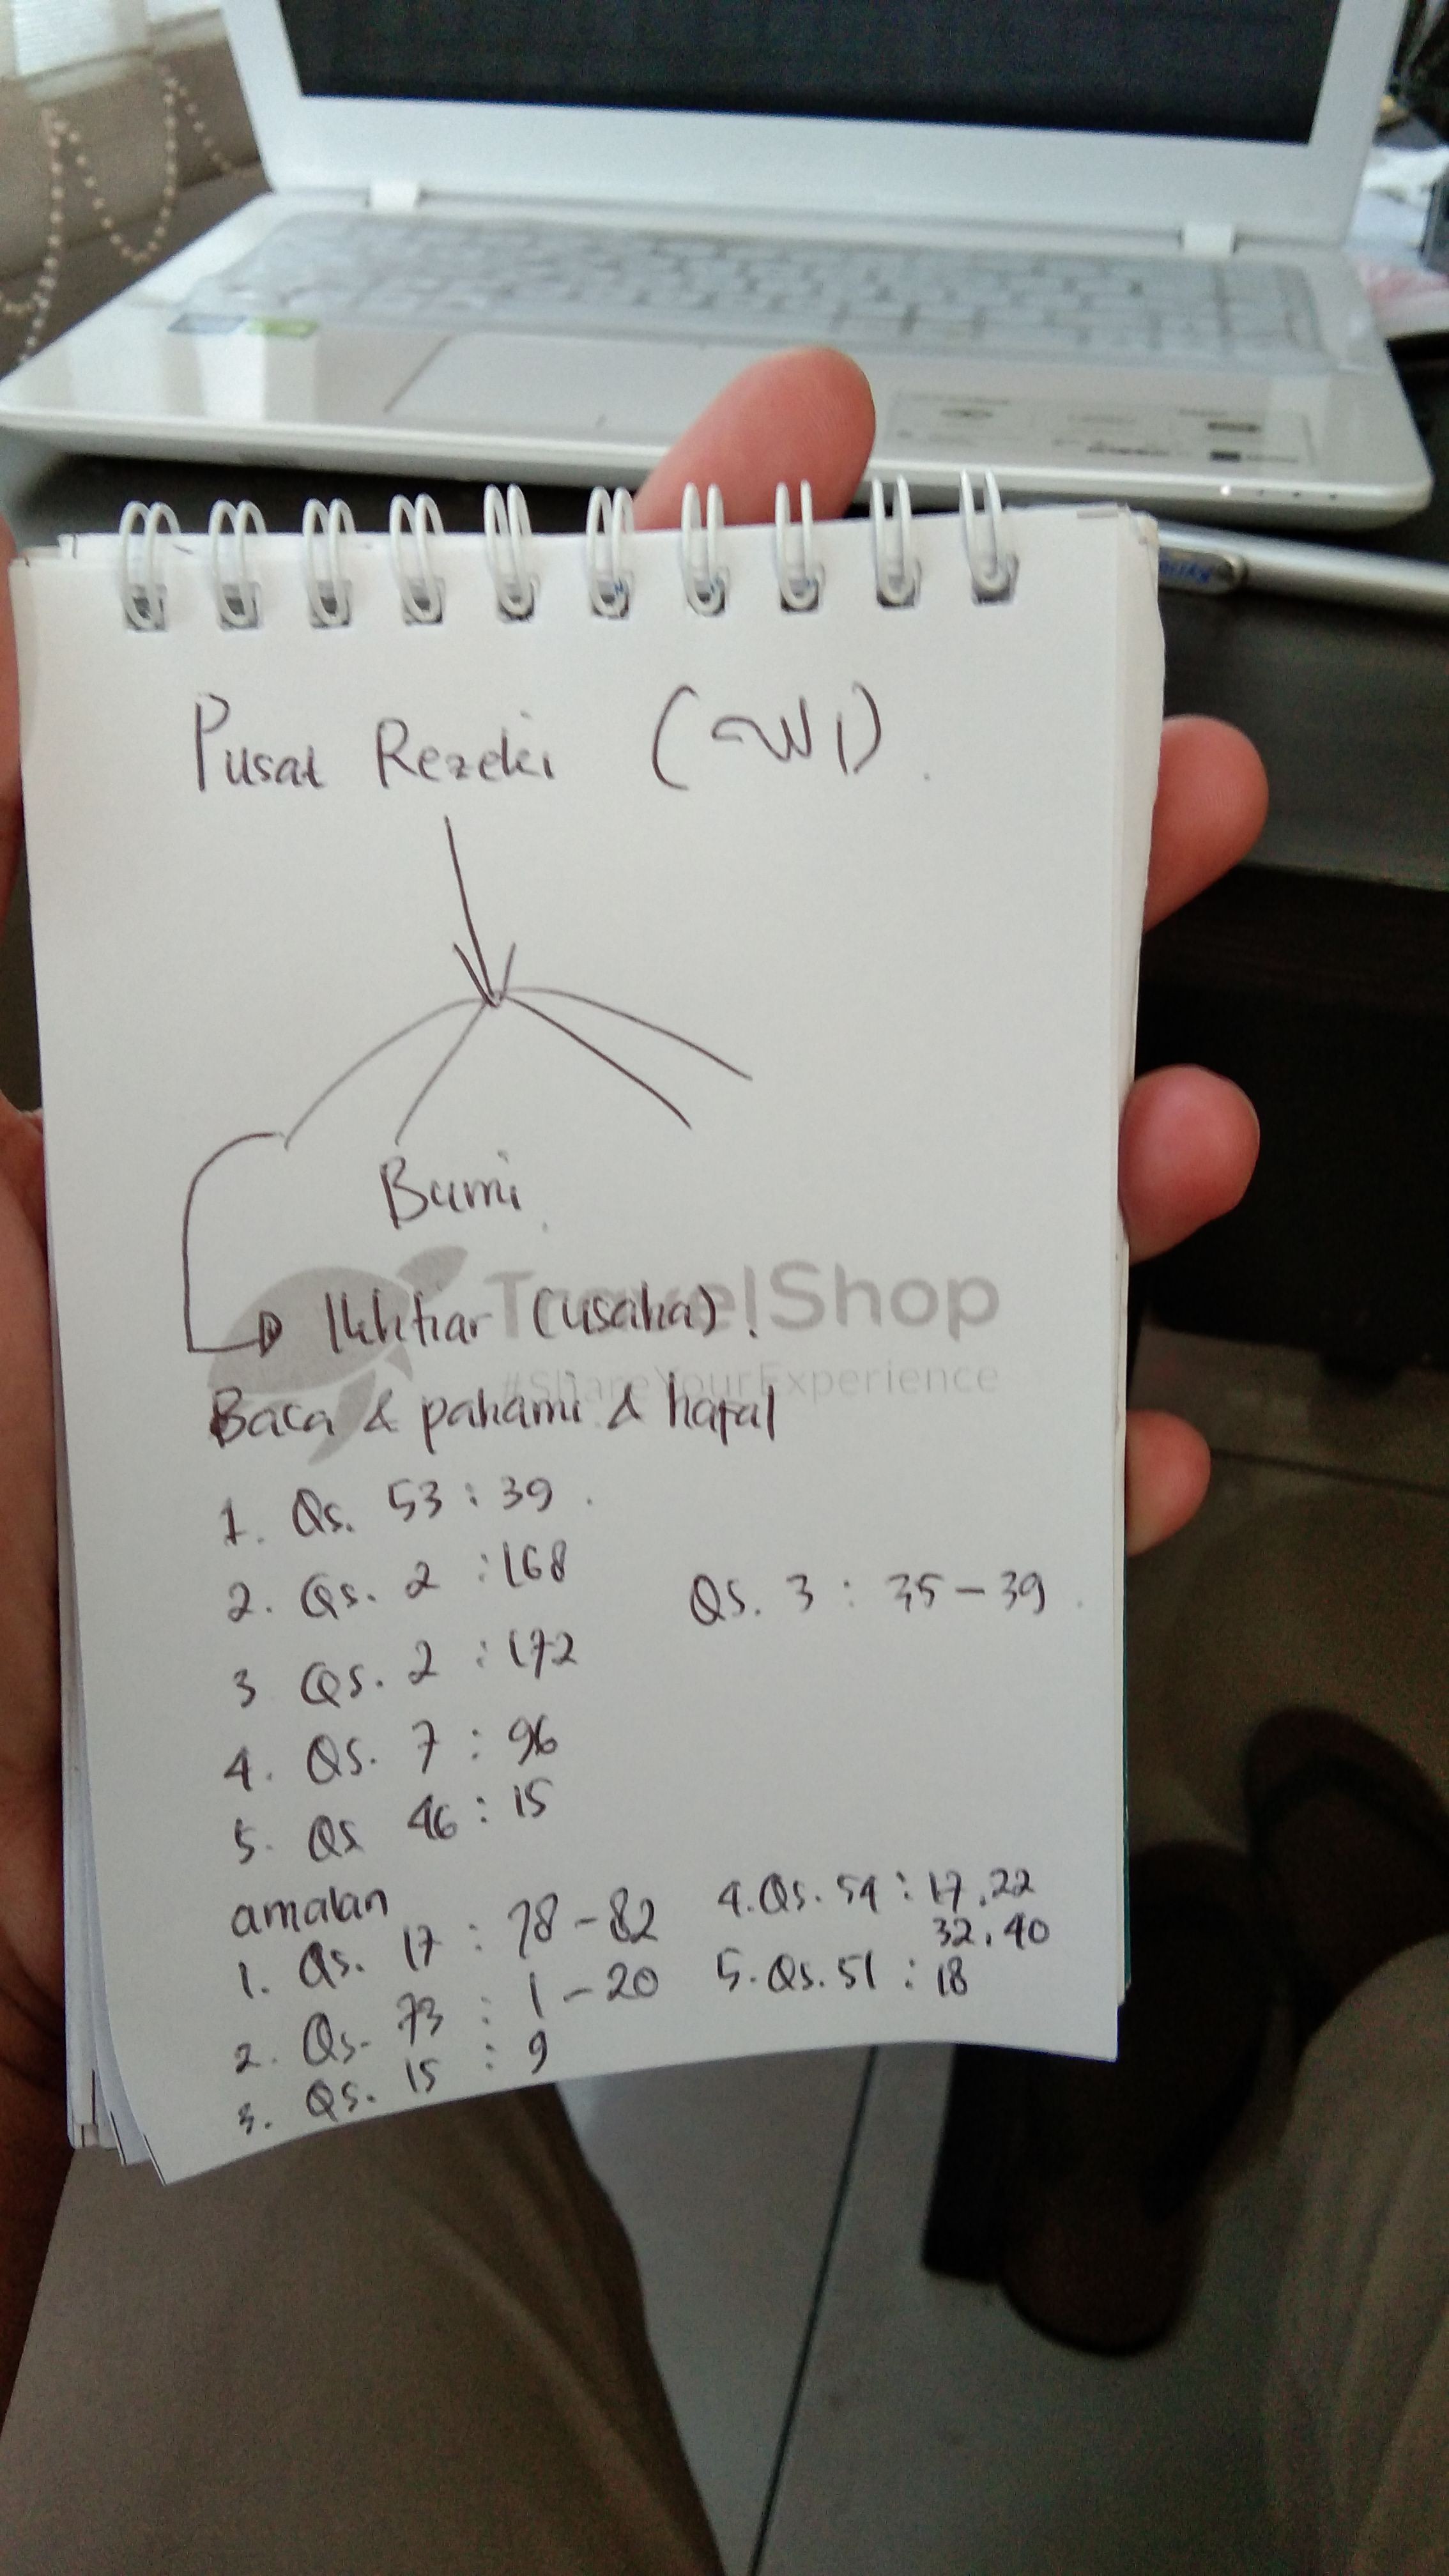 Pusat Rezeki
Bumi.
TravelShop
Ikhtiar (usaha).
#ShareYourExperience
Baca & pahami & hafal
1. Qs. 53 : 39.
2. Qs. 2 : 168
Qs. 3 : 35-39.
3 Qs. 2 : 172
4. Qs. 7 : 96
5. Qs 46 : 15
amalan
1. Qs. 17 : 78-82
2. Qs. 73 : 1-20
3. Qs. 15 : 9
4. Qs. 54 : 17, 22
32, 40
5. Qs. 51 : 18